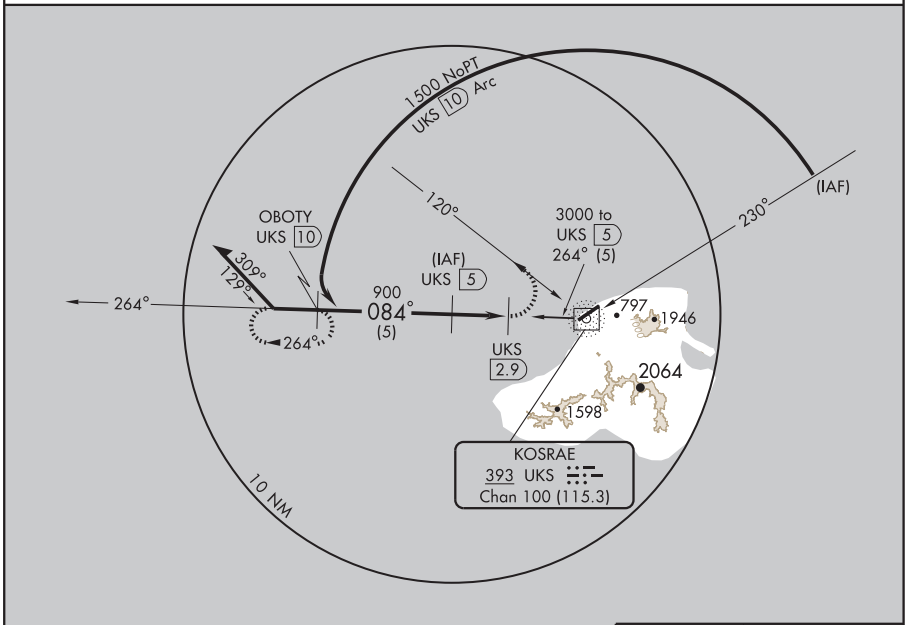 1500 NoPT
UKS 10 Arc
(IAF)
230°
120°
3000 to
UKS 5
264° (5)
OBOTY
UKS 10
(IAF)
UKS 5
309°
129°
264°
900
084°
(5)
264°
797
1946
UKS
2.9
2064
1598
KOSRAE
393 UKS
Chan 100 (115.3)
10 NM